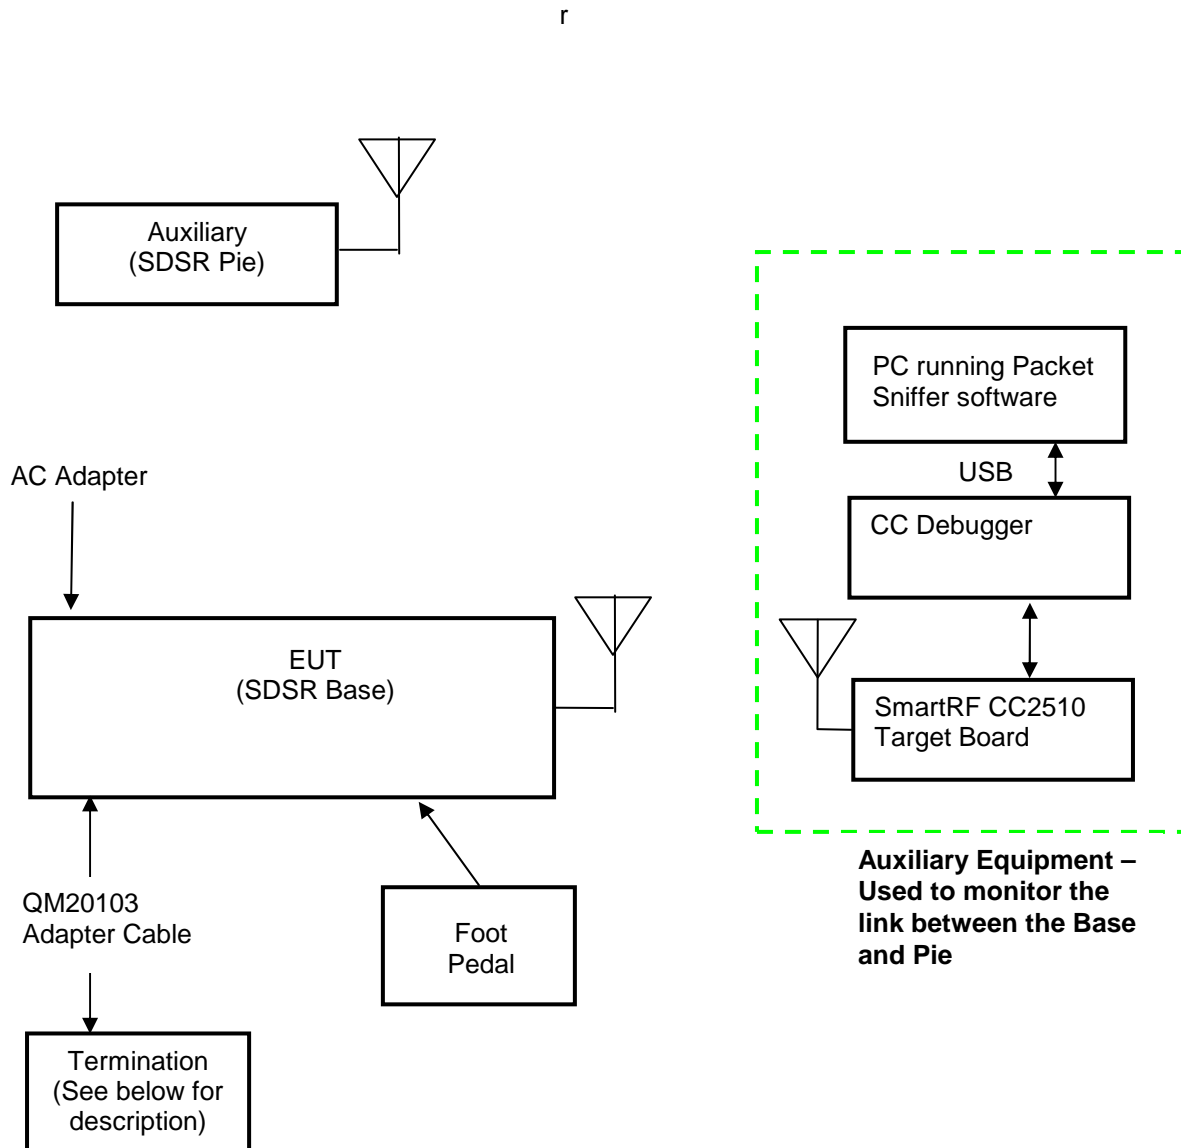 r
Auxiliary
(SDSR Pie)
PC running Packet
Sniffer software
AC Adapter
USB
CC Debugger
EUT
(SDSR Base)
SmartRF CC2510
Target Board
Auxiliary Equipment –
Used to monitor the
link between the Base
and Pie
QM20103
Adapter Cable
Foot
Pedal
Termination
(See below for
description)